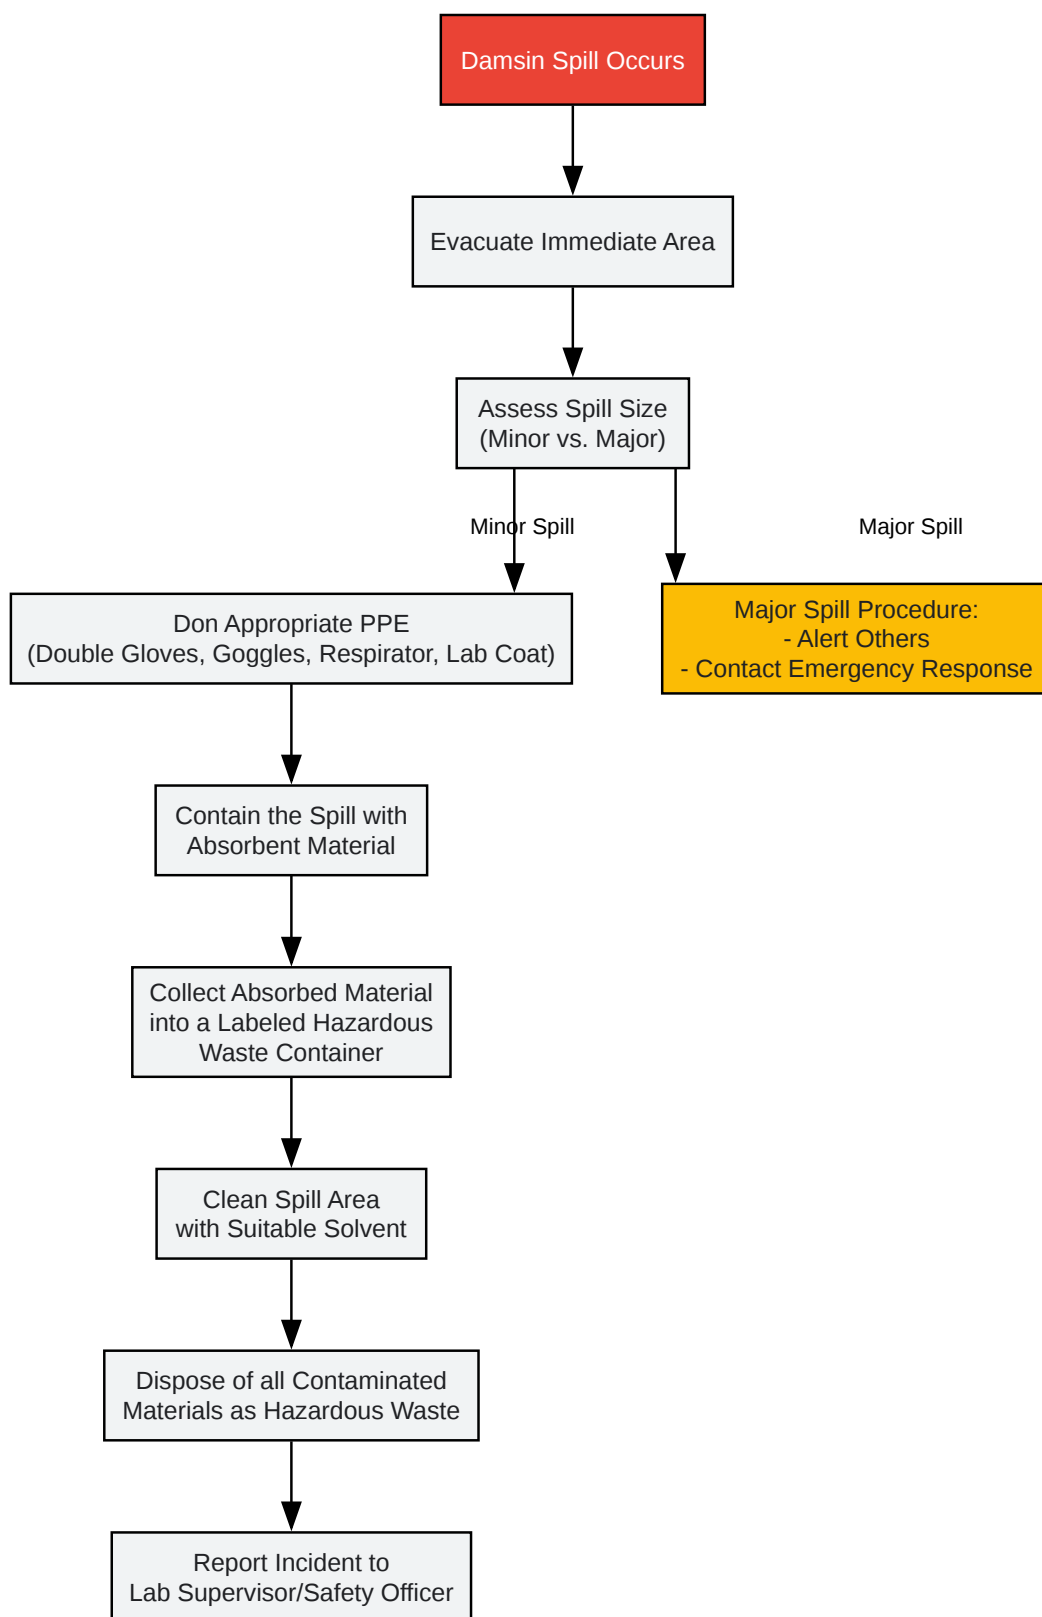 Damsin Spill Occurs
Evacuate Immediate Area
Assess Spill Size
(Minor vs. Major)
Minor Spill
Major Spill
Don Appropriate PPE
(Double Gloves, Goggles, Respirator, Lab Coat)
Major Spill Procedure:
- Alert Others
- Contact Emergency Response
Contain the Spill with
Absorbent Material
Collect Absorbed Material
into a Labeled Hazardous
Waste Container
Clean Spill Area
with Suitable Solvent
Dispose of all Contaminated
Materials as Hazardous Waste
Report Incident to
Lab Supervisor/Safety Officer